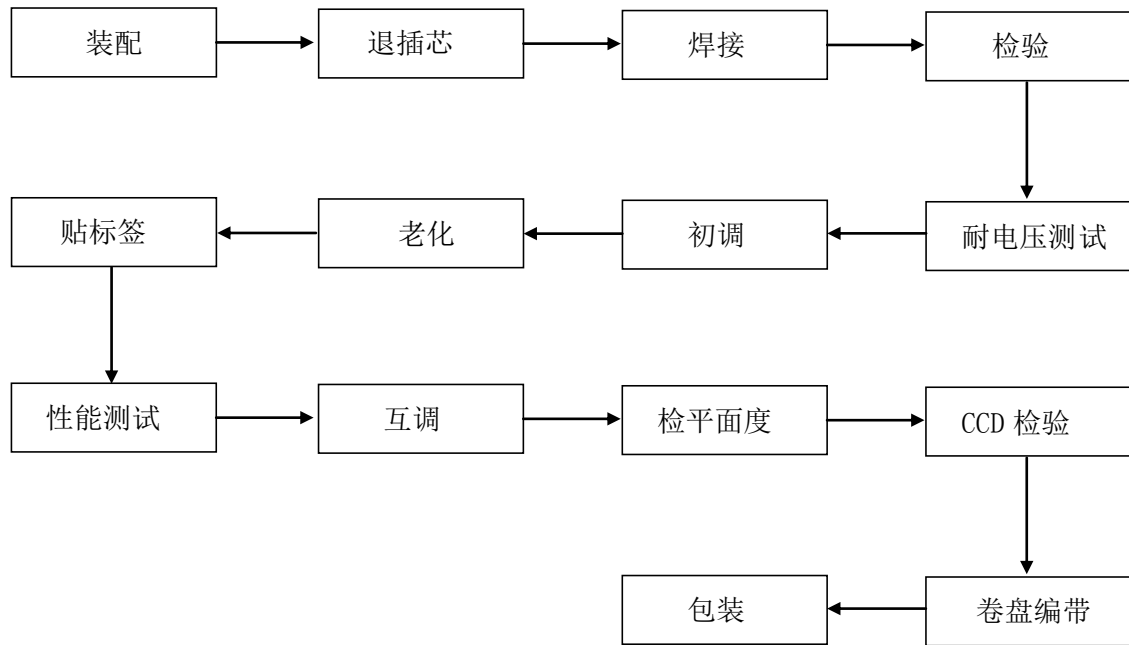 装配
退插芯
焊接
检验
耐电压测试
初调
老化
贴标签
性能测试
互调
检平面度
CCD 检验
卷盘编带
包装